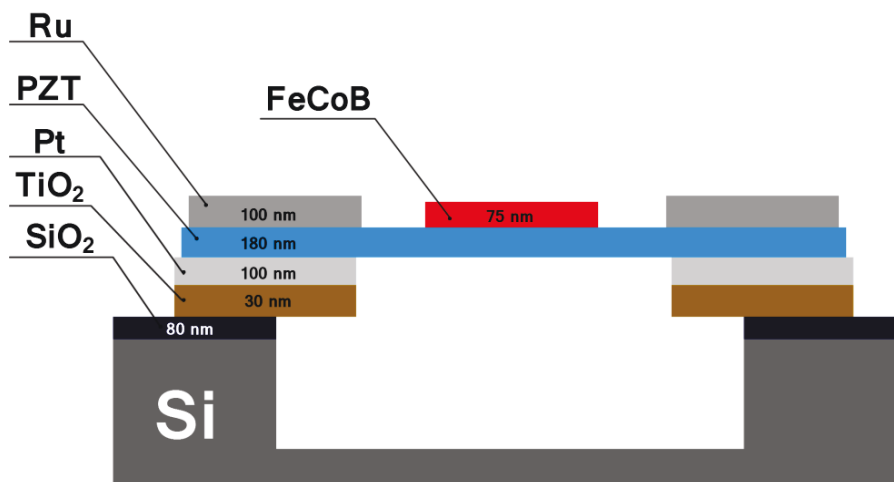 Ru
PZT
FeCoB
Pt
TiO₂
SiO₂
100 nm
75 nm
180 nm
100 nm
30 nm
80 nm
Si